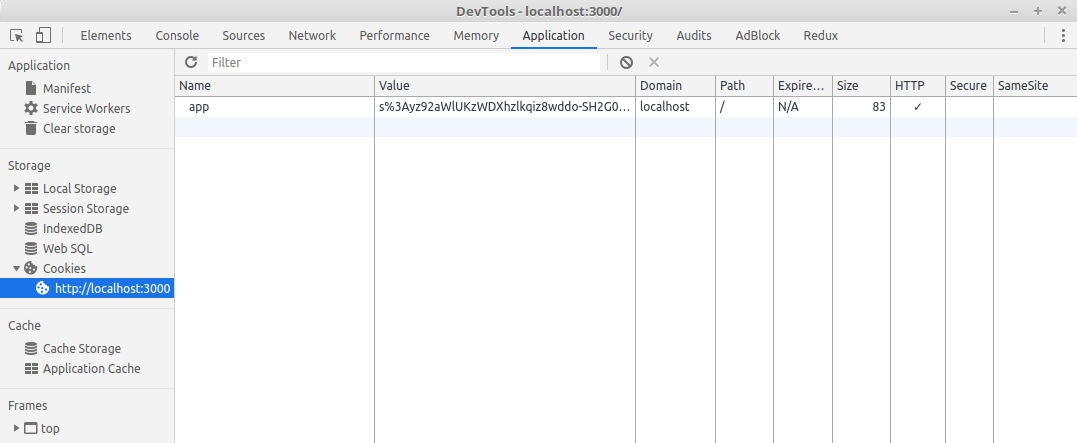 DevTools - localhost:3000/
Elements Console Sources Network Performance Memory Application Security Audits AdBlock Redux
Application
Manifest
Service Workers
Clear storage
Storage
Local Storage
Session Storage
IndexedDB
Web SQL
Cookies
http://localhost:3000
Cache
Cache Storage
Application Cache
Frames
top
Filter
Name Value Domain Path Expire... Size HTTP Secure SameSite
app s%3Ayz92aWlUKzWDXhzlkqiz8wddo-SH2G0... localhost / N/A 83 ✓